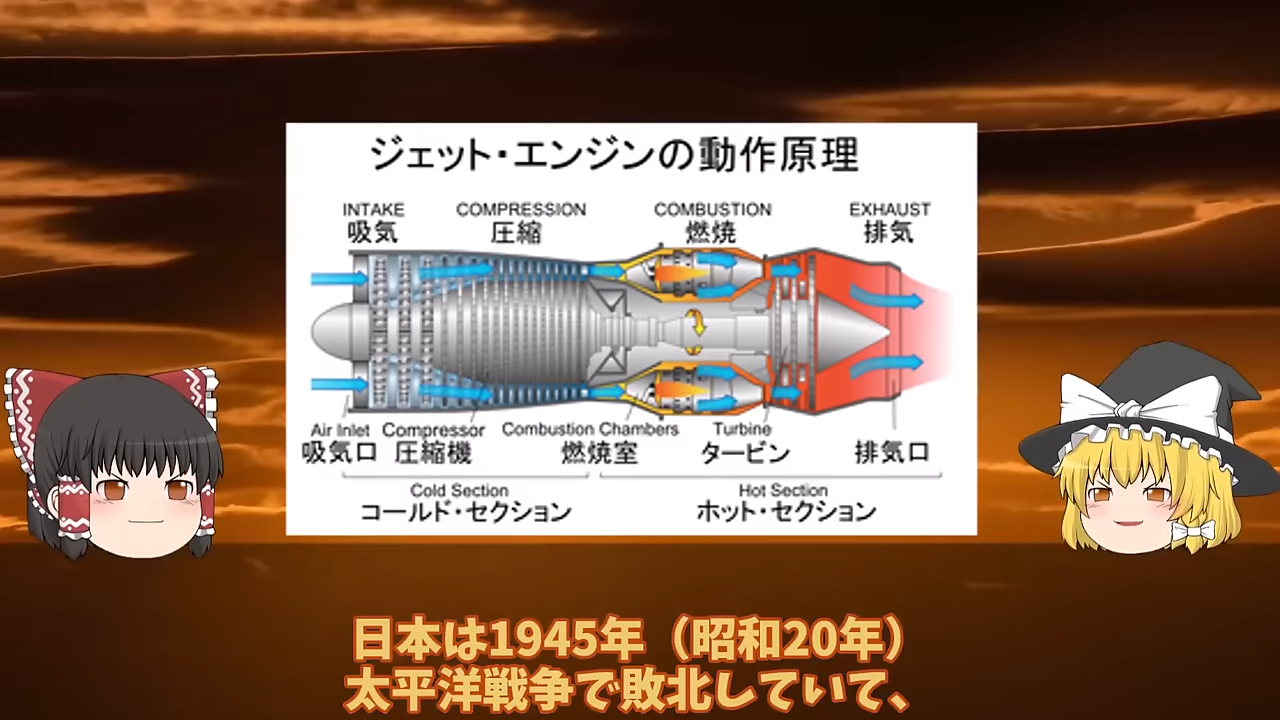 ジェット・エンジンの動作原理
INTAKE COMPRESSION COMBUSTION EXHAUST
吸気 圧縮 燃焼 排気
Air Inlet Compressor Combustion Chambers Turbine
吸気口 圧縮機 燃焼室 タービン 排気口
Cold Section Hot Section
コールド・セクション ホット・セクション
日本は1945年（昭和20年）
太平洋戦争で敗北していて、